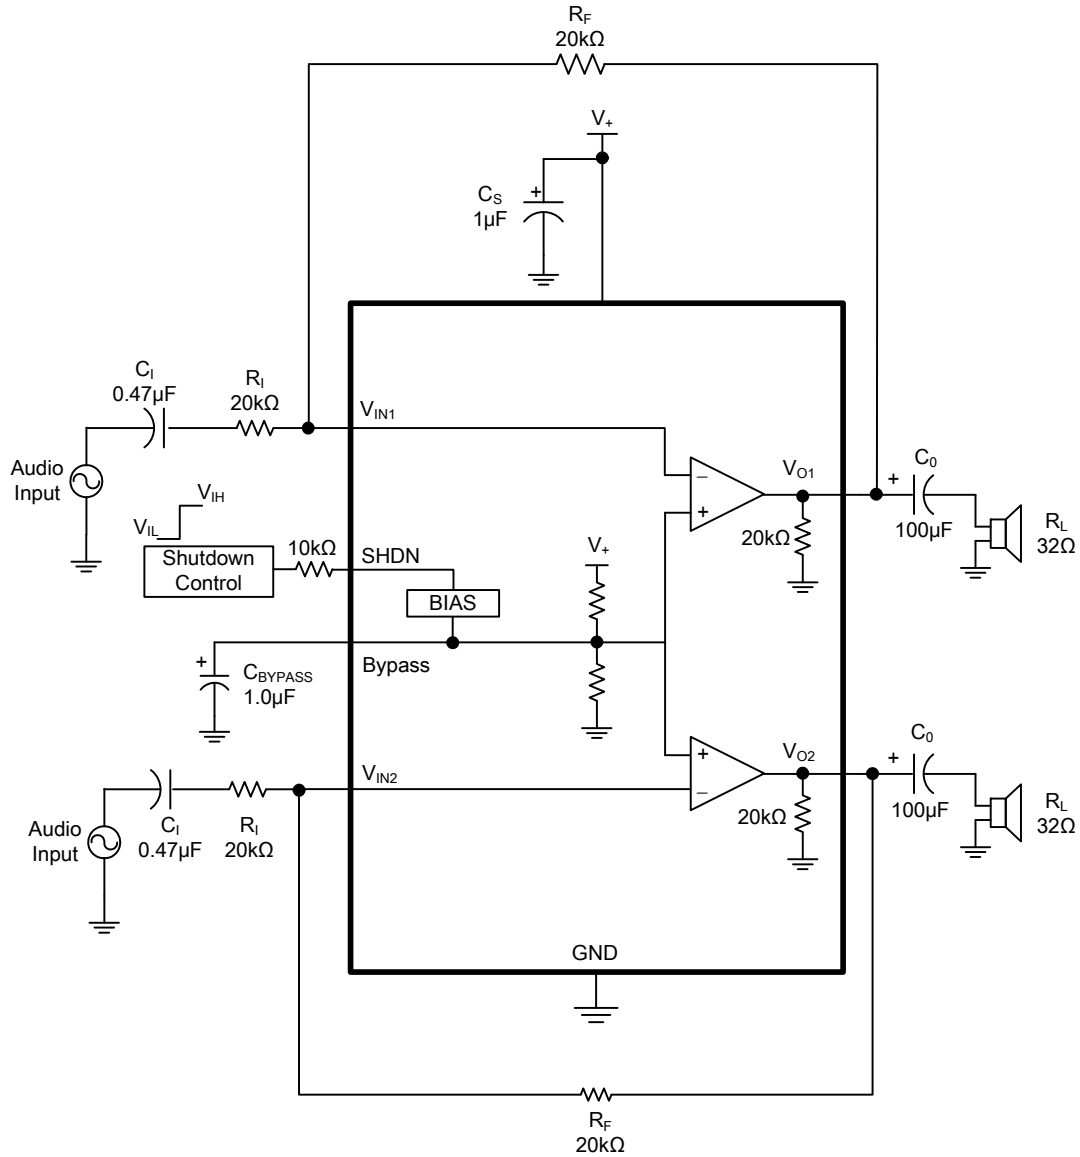 R_F
20kΩ
V_+
C_S
1µF
+
C_I
0.47µF
R_I
20kΩ
V_IN1
Audio
Input
V_IH
V_IL
Shutdown
Control
10kΩ
SHDN
BIAS
V_+
–
+
V_O1
20kΩ
+
C_0
100µF
R_L
32Ω
+
C_BYPASS
1.0µF
Bypass
V_IN2
Audio
Input
C_I
0.47µF
R_I
20kΩ
+
–
V_O2
20kΩ
+
C_0
100µF
R_L
32Ω
GND
R_F
20kΩ